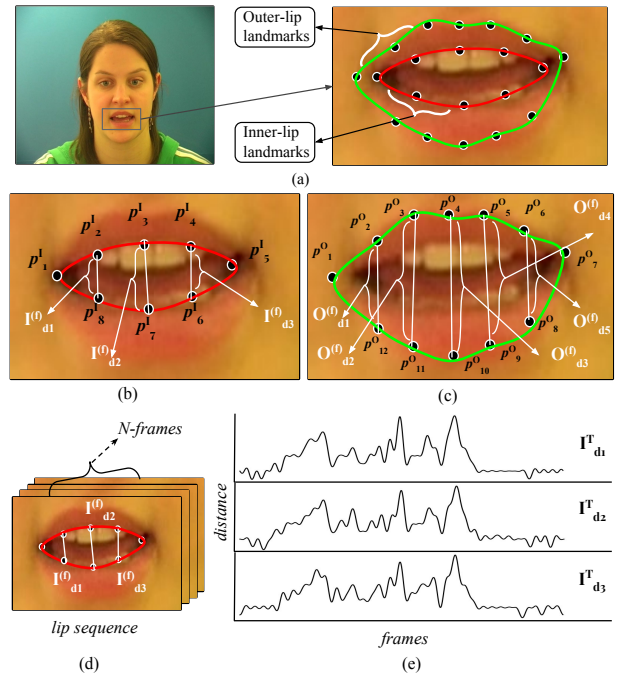 Outer-lip
landmarks
Inner-lip
landmarks
(a)
p^I_1
p^I_2
p^I_3
p^I_4
p^I_5
p^I_8
p^I_7
p^I_6
I^(f)_d1
I^(f)_d2
I^(f)_d3
(b)
p^O_1
p^O_2
p^O_3
p^O_4
p^O_5
p^O_6
p^O_7
O^(f)_d4
O^(f)_d1
O^(f)_d2
p^O_12
p^O_11
p^O_10
p^O_9
p^O_8
O^(f)_d5
O^(f)_d3
(c)
N-frames
I^(f)_d2
I^(f)_d1
I^(f)_d3
lip sequence
(d)
distance
I^T_d1
I^T_d2
I^T_d3
frames
(e)